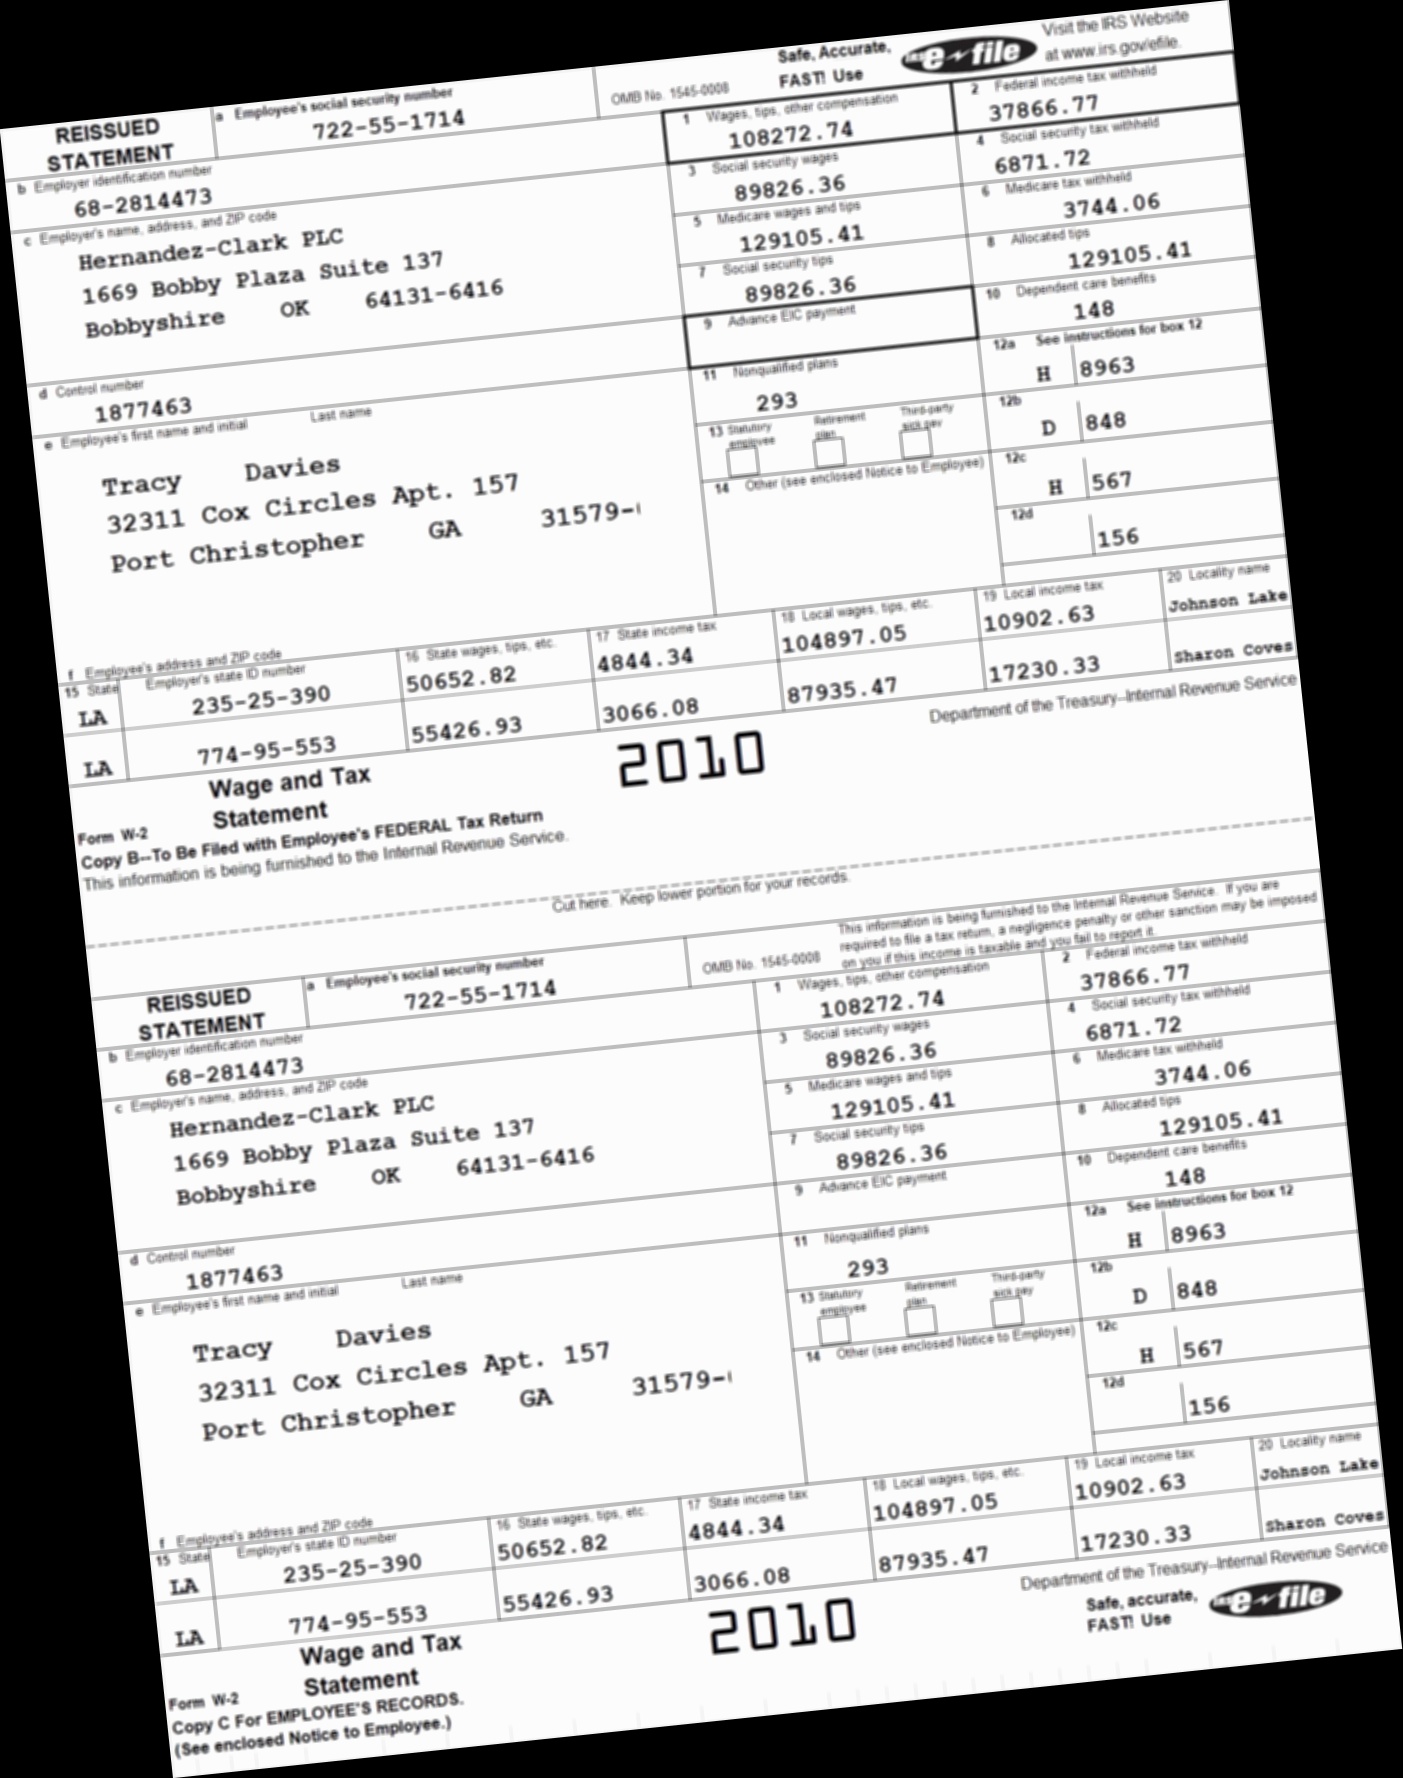 Safe, Accurate,
FAST! Use
IRS e-file
Visit the IRS Website
at www.irs.gov/efile.
REISSUED
STATEMENT
a Employee's social security number
722-55-1714
OMB No. 1545-0008
1 Wages, tips, other compensation
108272.74
2 Federal income tax withheld
37866.77
b Employer identification number
68-2814473
3 Social security wages
89826.36
4 Social security tax withheld
6871.72
c Employer's name, address, and ZIP code
Hernandez-Clark PLC
1669 Bobby Plaza Suite 137
Bobbyshire OK 64131-6416
5 Medicare wages and tips
129105.41
6 Medicare tax withheld
3744.06
7 Social security tips
89826.36
8 Allocated tips
129105.41
9 Advance EIC payment
10 Dependent care benefits
148
d Control number
1877463
11 Nonqualified plans
293
12a See instructions for box 12
H 8963
e Employee's first name and initial Last name
Tracy Davies
32311 Cox Circles Apt. 157
Port Christopher GA 31579-
13 Statutory employee Retirement plan Third-party sick pay
12b
D 848
14 Other (see enclosed Notice to Employee)
12c
H 567
12d
156
f Employee's address and ZIP code
15 State Employer's state ID number
16 State wages, tips, etc.
17 State income tax
18 Local wages, tips, etc.
19 Local income tax
20 Locality name
LA 235-25-390 50652.82 4844.34 104897.05 10902.63 Johnson Lake
LA 774-95-553 55426.93 3066.08 87935.47 17230.33 Sharon Coves
Form W-2
Wage and Tax
Statement
2010
Department of the Treasury--Internal Revenue Service
Copy B--To Be Filed with Employee's FEDERAL Tax Return
This information is being furnished to the Internal Revenue Service.
Cut here. Keep lower portion for your records.
This information is being furnished to the Internal Revenue Service. If you are
required to file a tax return, a negligence penalty or other sanction may be imposed
on you if this income is taxable and you fail to report it.
REISSUED
STATEMENT
a Employee's social security number
722-55-1714
OMB No. 1545-0008
1 Wages, tips, other compensation
108272.74
2 Federal income tax withheld
37866.77
b Employer identification number
68-2814473
3 Social security wages
89826.36
4 Social security tax withheld
6871.72
c Employer's name, address, and ZIP code
Hernandez-Clark PLC
1669 Bobby Plaza Suite 137
Bobbyshire OK 64131-6416
5 Medicare wages and tips
129105.41
6 Medicare tax withheld
3744.06
7 Social security tips
89826.36
8 Allocated tips
129105.41
9 Advance EIC payment
10 Dependent care benefits
148
d Control number
1877463
11 Nonqualified plans
293
12a See instructions for box 12
H 8963
e Employee's first name and initial Last name
Tracy Davies
32311 Cox Circles Apt. 157
Port Christopher GA 31579-
13 Statutory employee Retirement plan Third-party sick pay
12b
D 848
14 Other (see enclosed Notice to Employee)
12c
H 567
12d
156
f Employee's address and ZIP code
15 State Employer's state ID number
16 State wages, tips, etc.
17 State income tax
18 Local wages, tips, etc.
19 Local income tax
20 Locality name
LA 235-25-390 50652.82 4844.34 104897.05 10902.63 Johnson Lake
LA 774-95-553 55426.93 3066.08 87935.47 17230.33 Sharon Coves
Form W-2
Wage and Tax
Statement
2010
Department of the Treasury--Internal Revenue Service
Safe, accurate,
FAST! Use
IRS e-file
Copy C For EMPLOYEE'S RECORDS.
(See enclosed Notice to Employee.)